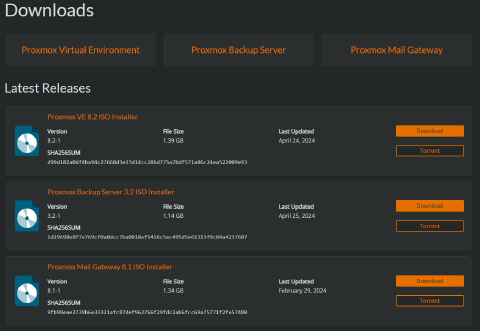 Downloads
Proxmox Virtual Environment Proxmox Backup Server Proxmox Mail Gateway
Latest Releases
Proxmox VE 8.2 ISO Installer
Version File Size Last Updated Download
8.2-1 1.39 GB April 24, 2024
SHA256SUM Torrent
Proxmox Backup Server 3.2 ISO Installer
Version File Size Last Updated Download
3.2-1 1.14 GB April 25, 2024
SHA256SUM Torrent
Proxmox Mail Gateway 8.1 ISO Installer
Version File Size Last Updated Download
8.1-1 1.34 GB February 29, 2024
SHA256SUM Torrent